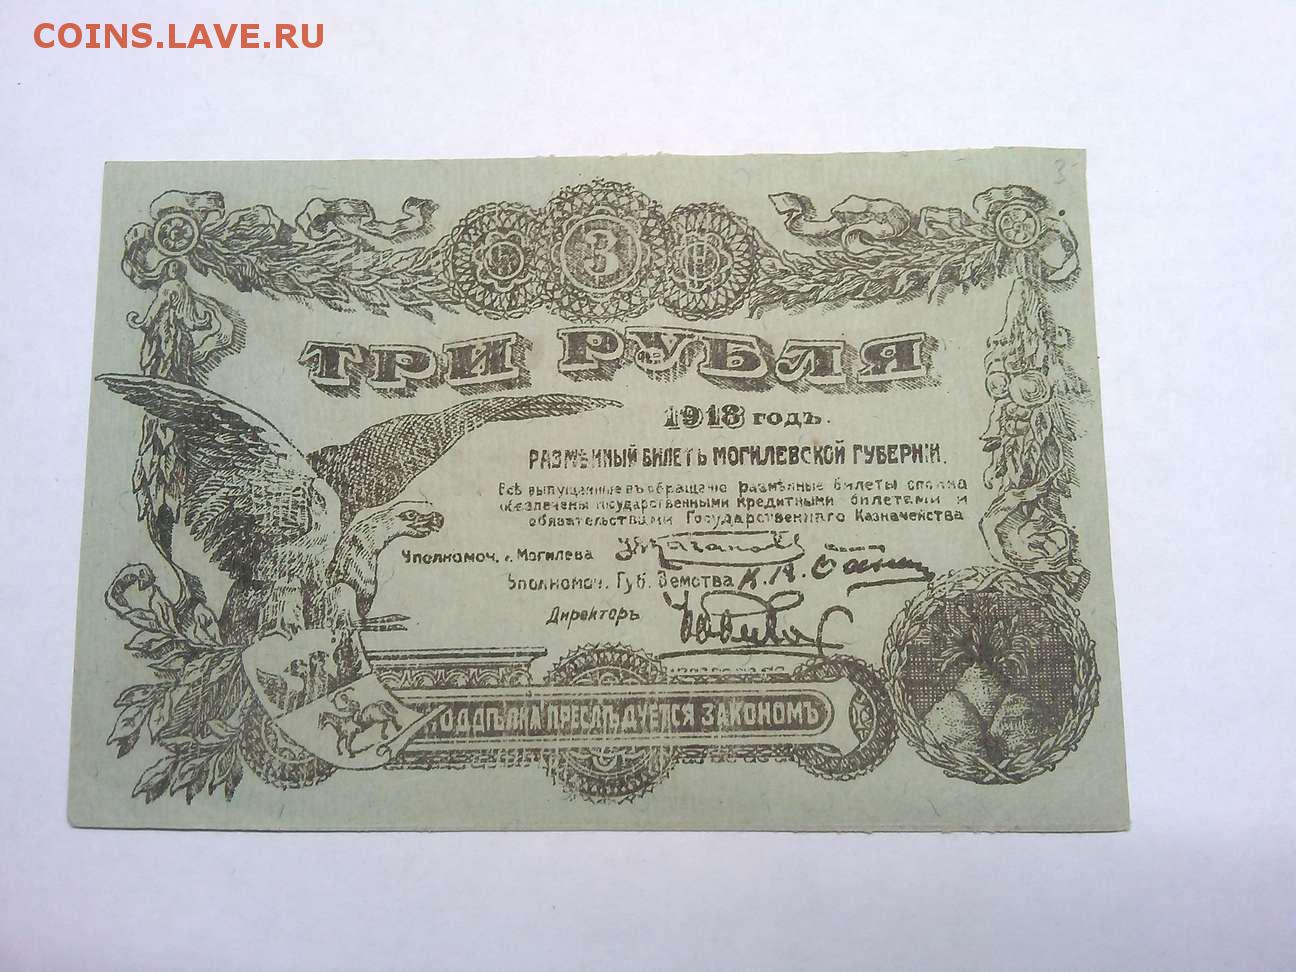 COINS.LAVE.RU
3-
3
ТРИ РУБЛЯ
1918 годъ.
РАЗМѢННЫЙ БИЛЕТЪ МОГИЛЕВСКОЙ ГУБЕРНІИ.
Всѣ выпущенные въ обращеніе размѣнные билеты сполна
обезпечены государственными кредитными билетами и
обязательствами Государственнаго Казначейства
Уполномоч. г. Могилева
Уполномоч. Губ. Земства
Директоръ
ПОДДѢЛКА ПРЕСЛѢДУЕТСЯ ЗАКОНОМЪ